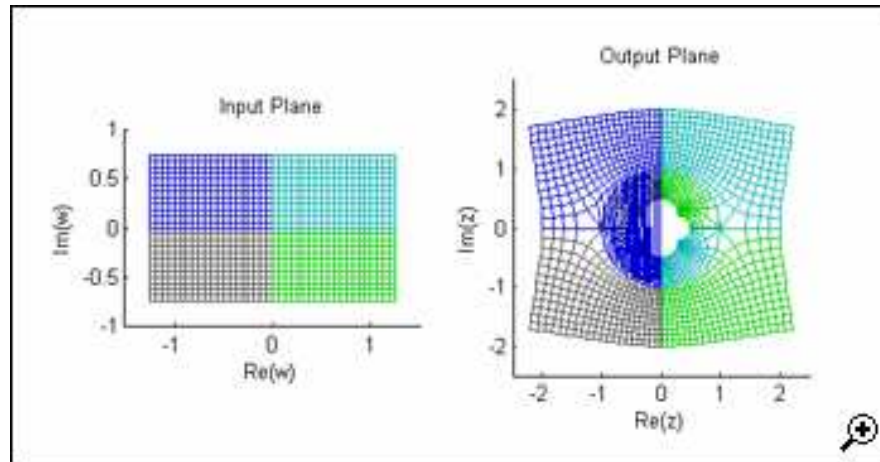 Input Plane
1
0.5
0
-0.5
-1
Im(w)
-1 0 1
Re(w)
Output Plane
2
1
0
-1
-2
Im(z)
-2 -1 0 1 2
Re(z)